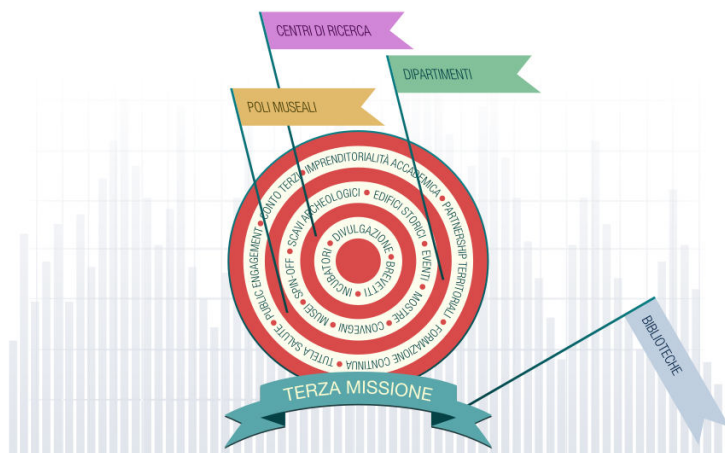 CENTRI DI RICERCA
DIPARTIMENTI
POLI MUSEALI
PUBLIC ENGAGEMENT • CONTO TERZI • IMPRENDITORIALITÀ ACCADEMICA • PARTNERSHIP TERRITORIALI • FORMAZIONE CONTINUA • TUTELA SALUTE •
SPIN-OFF • SCAVI ARCHEOLOGICI • EDIFICI STORICI • EVENTI • MOSTRE • CONVEGNI • MUSEI
INCUBATORI • DIVULGAZIONE • BREVETTI •
BIBLIOTECHE
TERZA MISSIONE